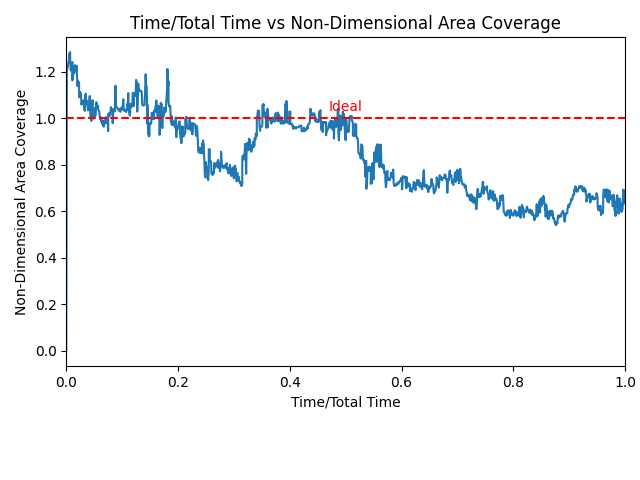 Time/Total Time vs Non-Dimensional Area Coverage
Non-Dimensional Area Coverage
1.2
1.0
0.8
0.6
0.4
0.2
0.0
Ideal
0.0 0.2 0.4 0.6 0.8 1.0
Time/Total Time